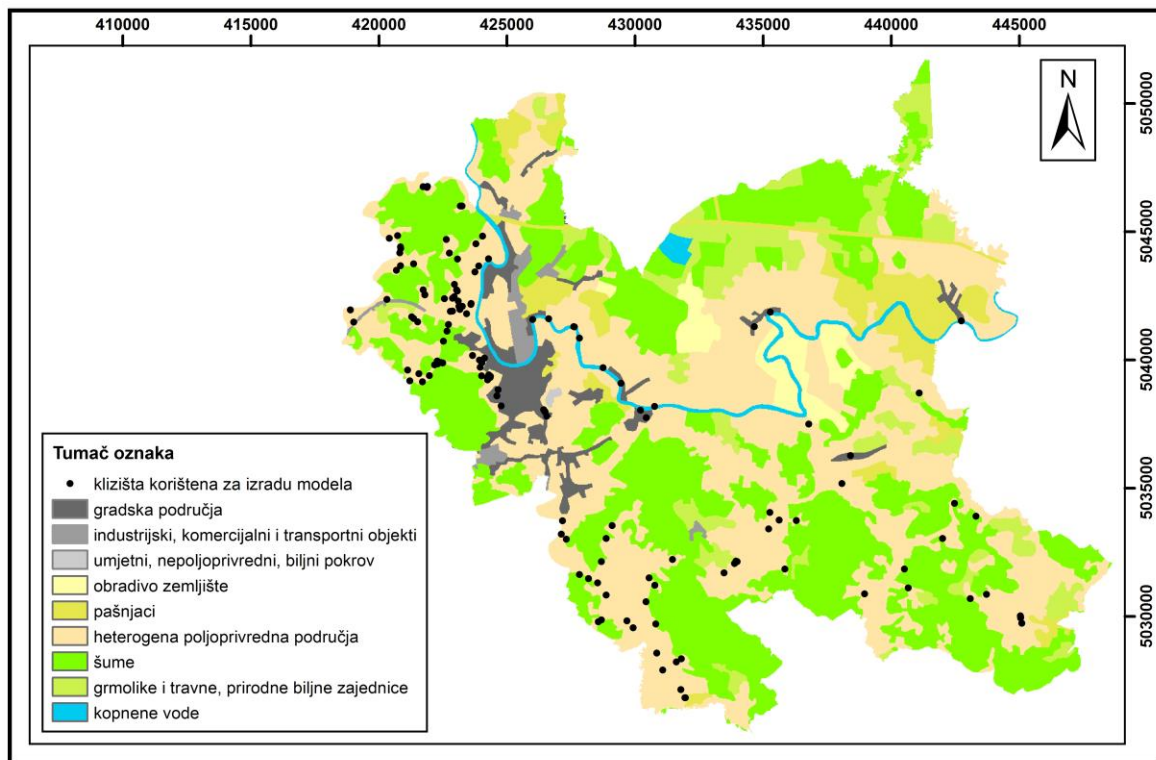 410000 415000 420000 425000 430000 435000 440000 445000
N
5050000
5045000
5040000
5035000
5030000
Tumač oznaka
klizišta korištena za izradu modela
gradska područja
industrijski, komercijalni i transportni objekti
umjetni, nepoljoprivredni, biljni pokrov
obradivo zemljište
pašnjaci
heterogena poljoprivredna područja
šume
grmolike i travne, prirodne biljne zajednice
kopnene vode